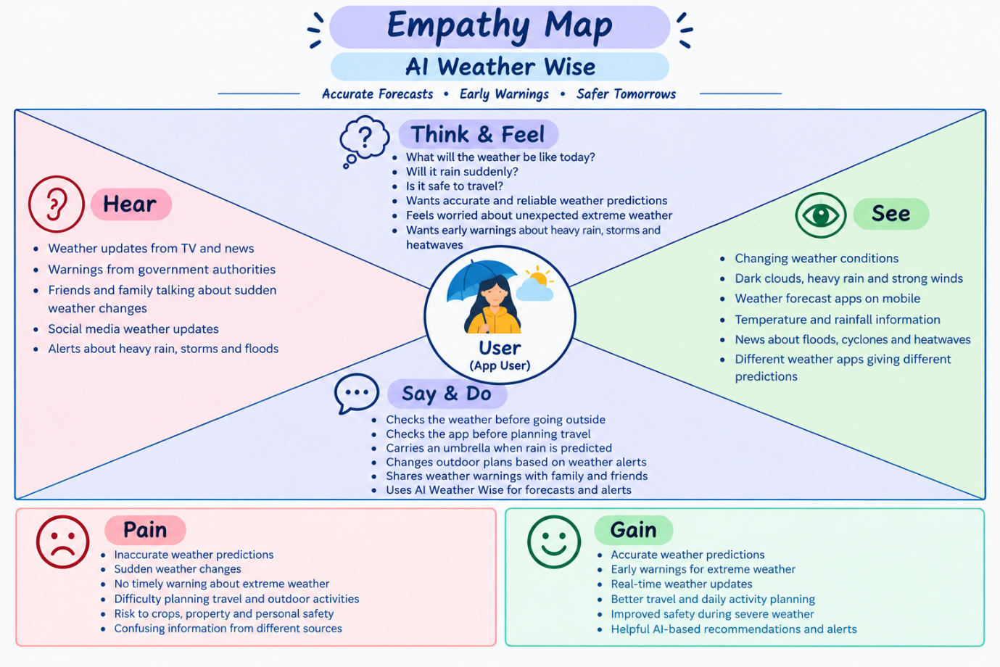 Empathy Map
AI Weather Wise
Accurate Forecasts • Early Warnings • Safer Tomorrows
Think & Feel
• What will the weather be like today?
• Will it rain suddenly?
• Is it safe to travel?
• Wants accurate and reliable weather predictions
• Feels worried about unexpected extreme weather
• Wants early warnings about heavy rain, storms and
heatwaves
Hear
• Weather updates from TV and news
• Warnings from government authorities
• Friends and family talking about sudden
weather changes
• Social media weather updates
• Alerts about heavy rain, storms and floods
See
• Changing weather conditions
• Dark clouds, heavy rain and strong winds
• Weather forecast apps on mobile
• Temperature and rainfall information
• News about floods, cyclones and heatwaves
• Different weather apps giving different
predictions
User
(App User)
Say & Do
• Checks the weather before going outside
• Checks the app before planning travel
• Carries an umbrella when rain is predicted
• Changes outdoor plans based on weather alerts
• Shares weather warnings with family and friends
• Uses AI Weather Wise for forecasts and alerts
Pain
• Inaccurate weather predictions
• Sudden weather changes
• No timely warning about extreme weather
• Difficulty planning travel and outdoor activities
• Risk to crops, property and personal safety
• Confusing information from different sources
Gain
• Accurate weather predictions
• Early warnings for extreme weather
• Real-time weather updates
• Better travel and daily activity planning
• Improved safety during severe weather
• Helpful AI-based recommendations and alerts